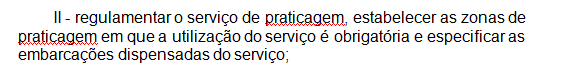 II - regulamentar o serviço de praticagem, estabelecer as zonas de
praticagem em que a utilização do serviço é obrigatória e especificar as
embarcações dispensadas do serviço;